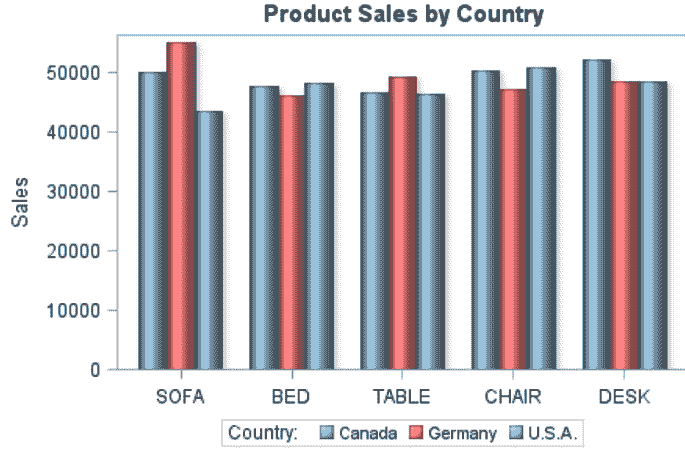 Product Sales by Country
Sales
50000
40000
30000
20000
10000
0
SOFA BED TABLE CHAIR DESK
Country: Canada Germany U.S.A.